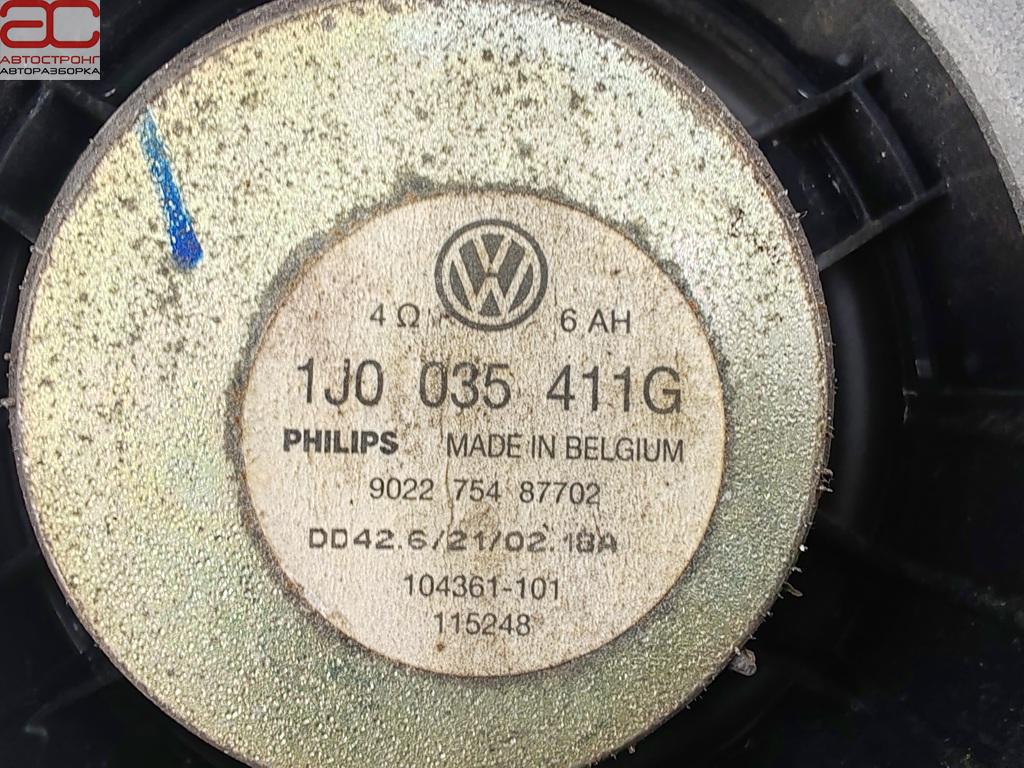 AC
АВТОСТРОНГ
АВТОРАЗБОРКА
4 Ω 6 AH
1J0 035 411G
PHILIPS MADE IN BELGIUM
9022 754 87702
DD42.6/21/02.18A
104361-101
115248